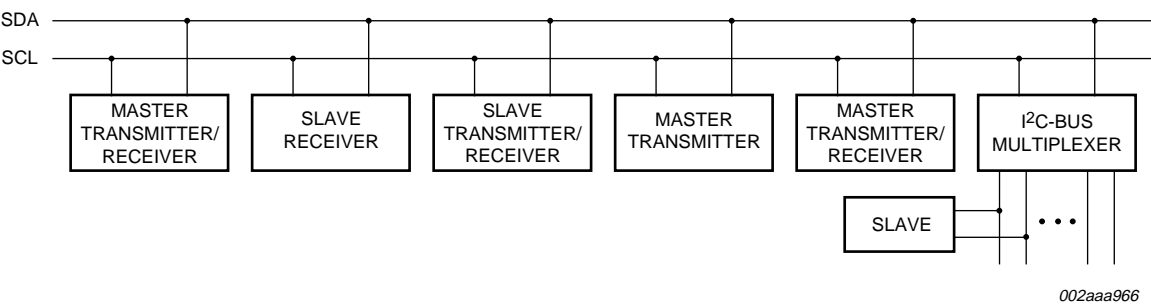 SDA
SCL
MASTER
TRANSMITTER/
RECEIVER
SLAVE
RECEIVER
SLAVE
TRANSMITTER/
RECEIVER
MASTER
TRANSMITTER
MASTER
TRANSMITTER/
RECEIVER
I²C-BUS
MULTIPLEXER
SLAVE
002aaa966